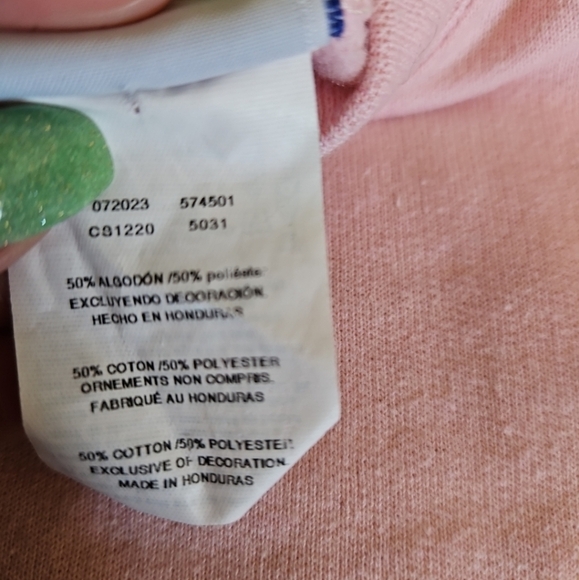 072023 574501
CS1220 5031
50% ALGODÓN /50% poliéste
EXCLUYENDO DECORACIÓN.
HECHO EN HONDURAS
50% COTON /50% POLYESTER
ORNEMENTS NON COMPRIS.
FABRIQUÉ AU HONDURAS
50% COTTON /50% POLYESTER
EXCLUSIVE OF DECORATION.
MADE IN HONDURAS